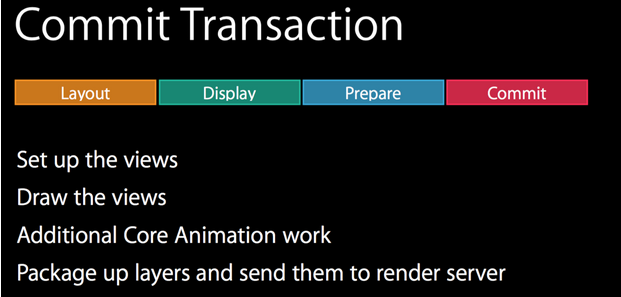 Commit Transaction
Layout Display Prepare Commit
Set up the views
Draw the views
Additional Core Animation work
Package up layers and send them to render server